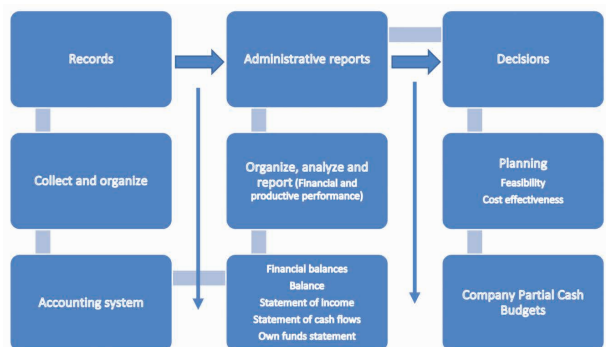 Records
Administrative reports
Decisions
Collect and organize
Organize, analyze and
report (Financial and
productive performance)
Planning
Feasibility
Cost effectiveness
Accounting system
Financial balances
Balance
Statement of income
Statement of cash flows
Own funds statement
Company Partial Cash
Budgets